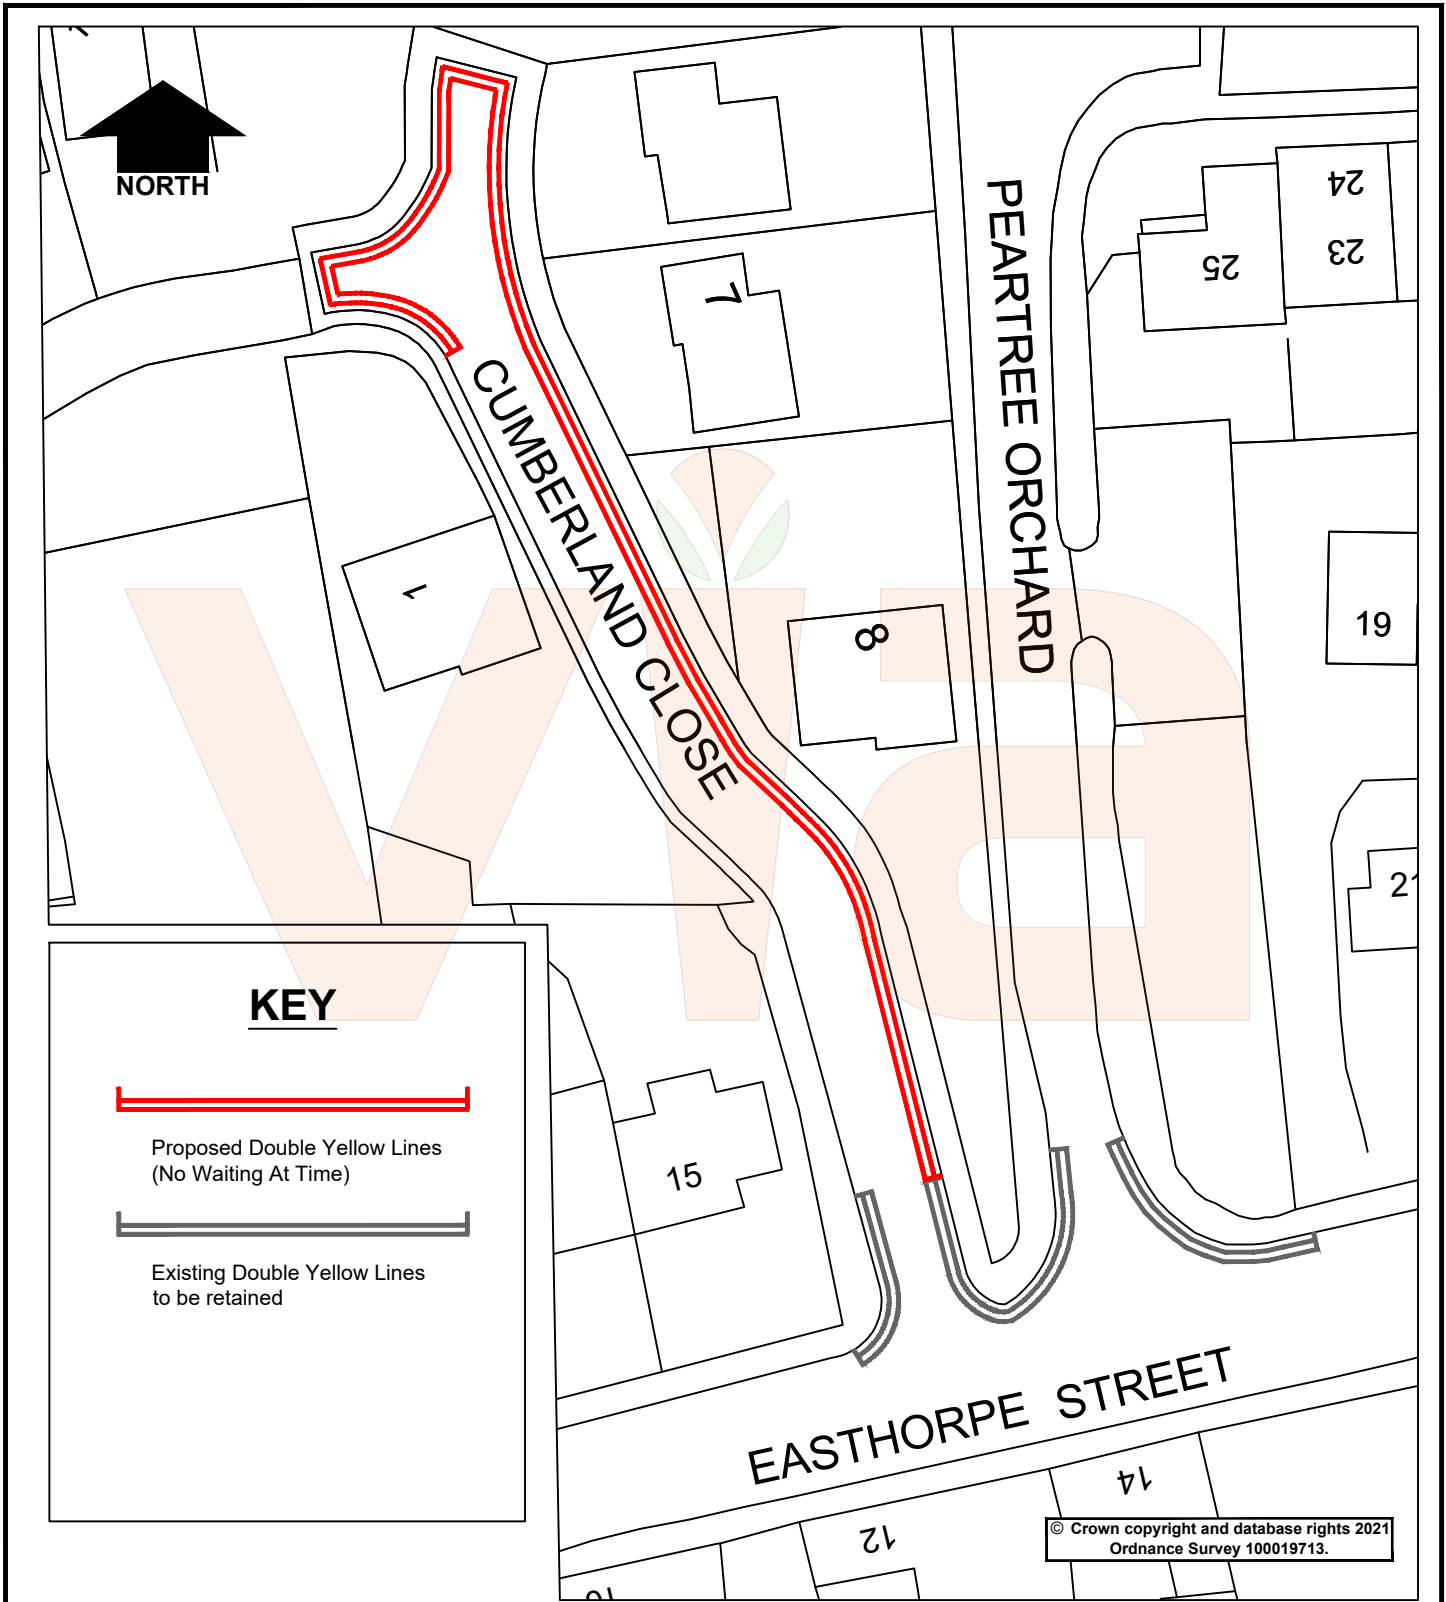 NORTH
PEARTREE ORCHARD
24
23
25
7
CUMBERLAND CLOSE
1
8
19
21
via
KEY
Proposed Double Yellow Lines
(No Waiting At Time)
15
Existing Double Yellow Lines
to be retained
EASTHORPE STREET
14
12
© Crown copyright and database rights 2021
Ordnance Survey 100019713.